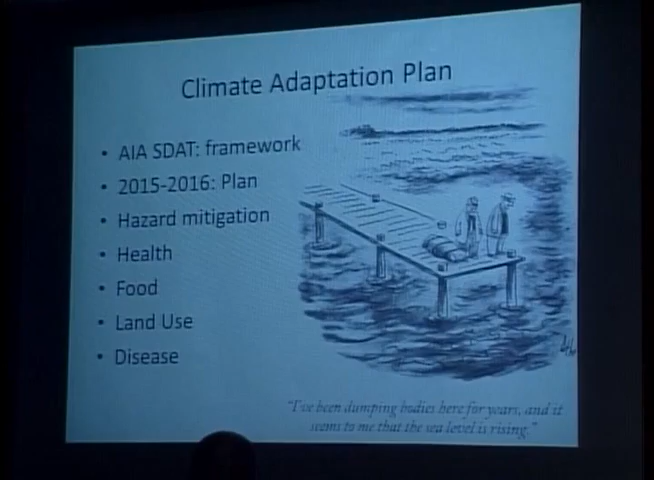 Climate Adaptation Plan
• AIA SDAT: framework
• 2015-2016: Plan
• Hazard mitigation
• Health
• Food
• Land Use
• Disease
"I've been dumping bodies here for years, and it
seems to me that the sea level is rising."